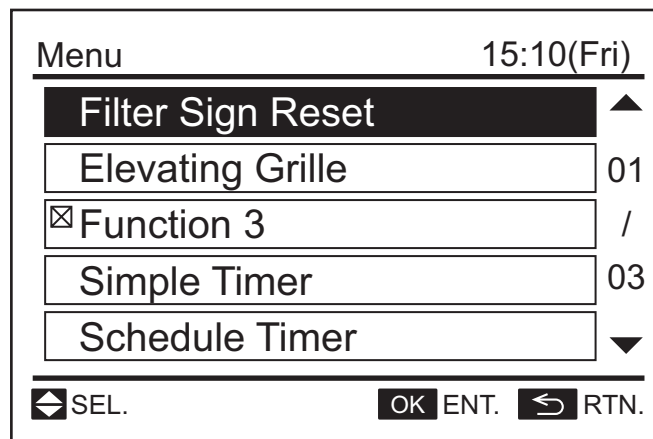 Menu 15:10(Fri)
Filter Sign Reset
Elevating Grille 01
Function 3 /
Simple Timer 03
Schedule Timer
SEL. OK ENT. RTN.